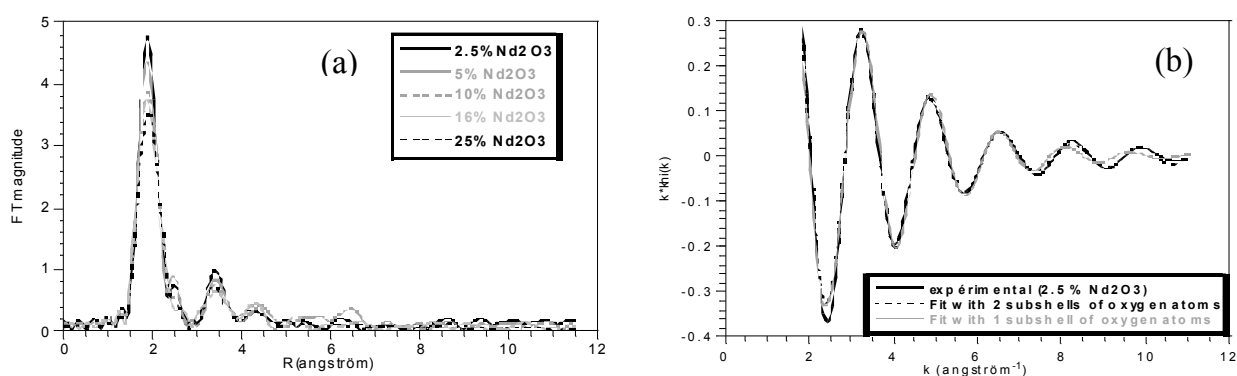 5
4
3
2
1
0
FT magnitude
(a)
2.5% Nd2O3
5% Nd2O3
10% Nd2O3
16% Nd2O3
25% Nd2O3
0 2 4 6 8 10 12
R(angström)
0.3
0.2
0.1
0
-0.1
-0.2
-0.3
-0.4
k*khi(k)
(b)
expérimental (2.5% Nd2O3)
Fit with 2 subshells of oxygen atoms
Fit with 1 subshell of oxygen atoms
0 2 4 6 8 10 12
k (angström-1)